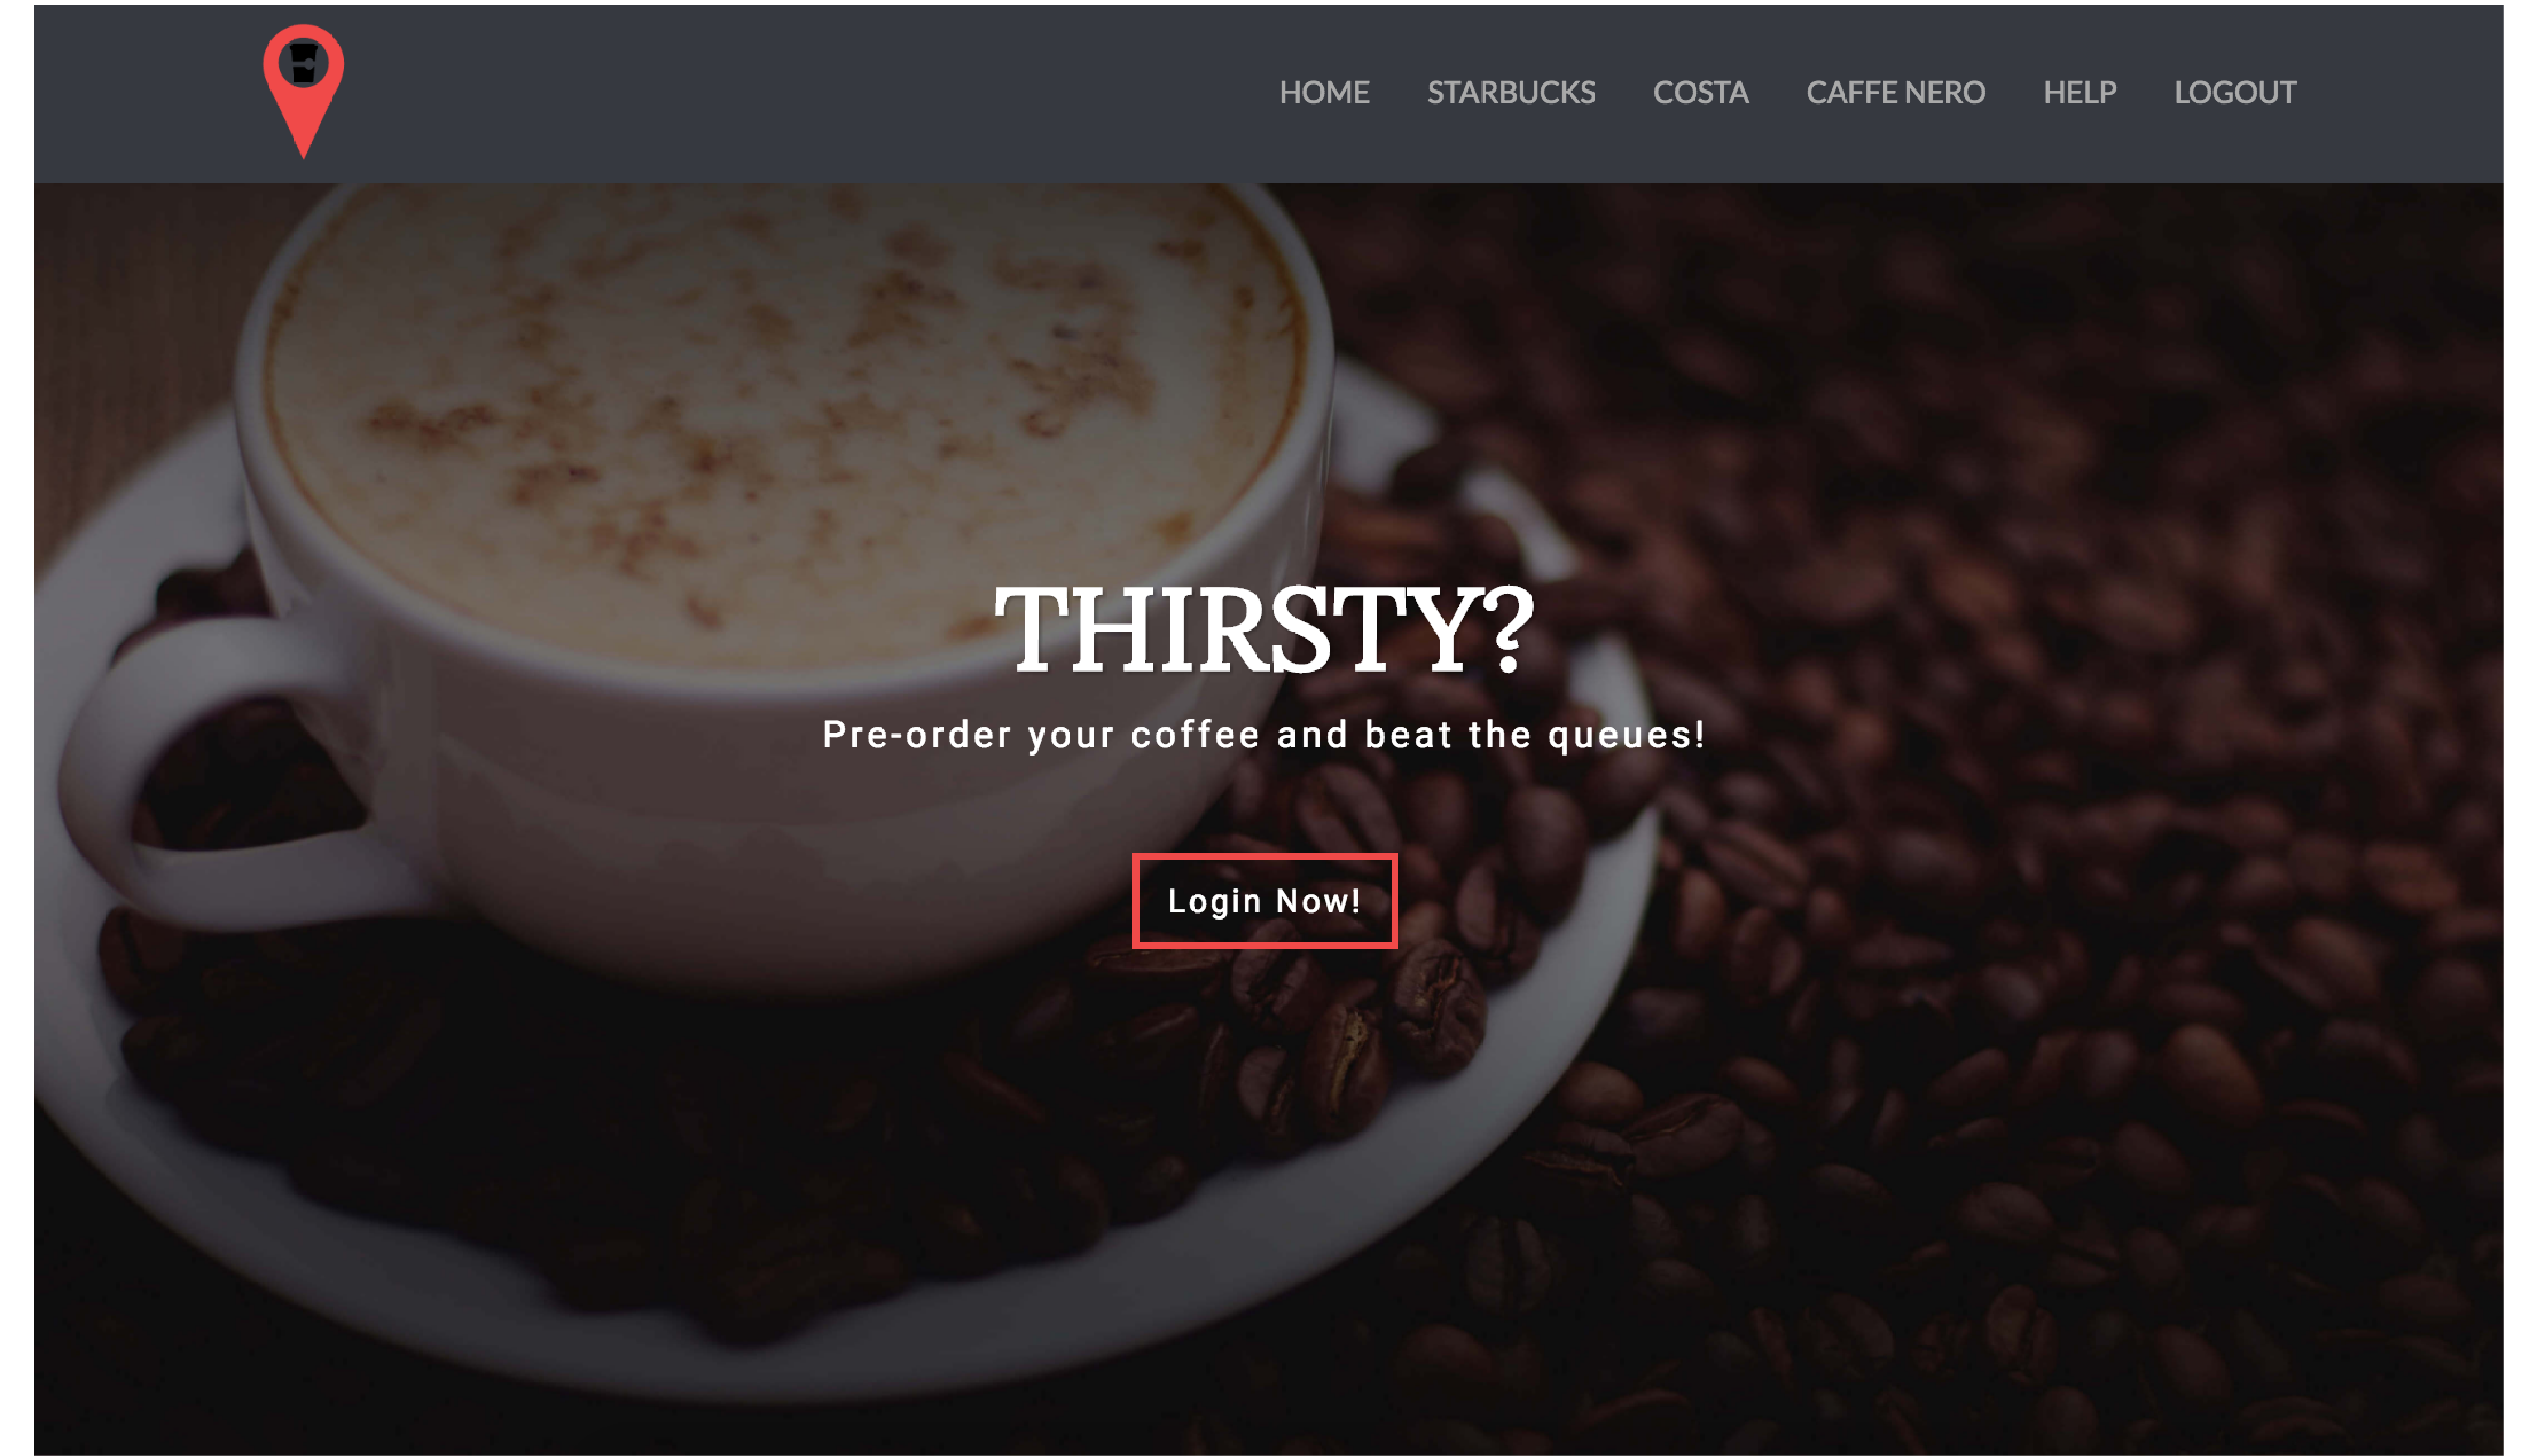 HOME STARBUCKS COSTA CAFFE NERO HELP LOGOUT
THIRSTY?
Pre-order your coffee and beat the queues!
Login Now!